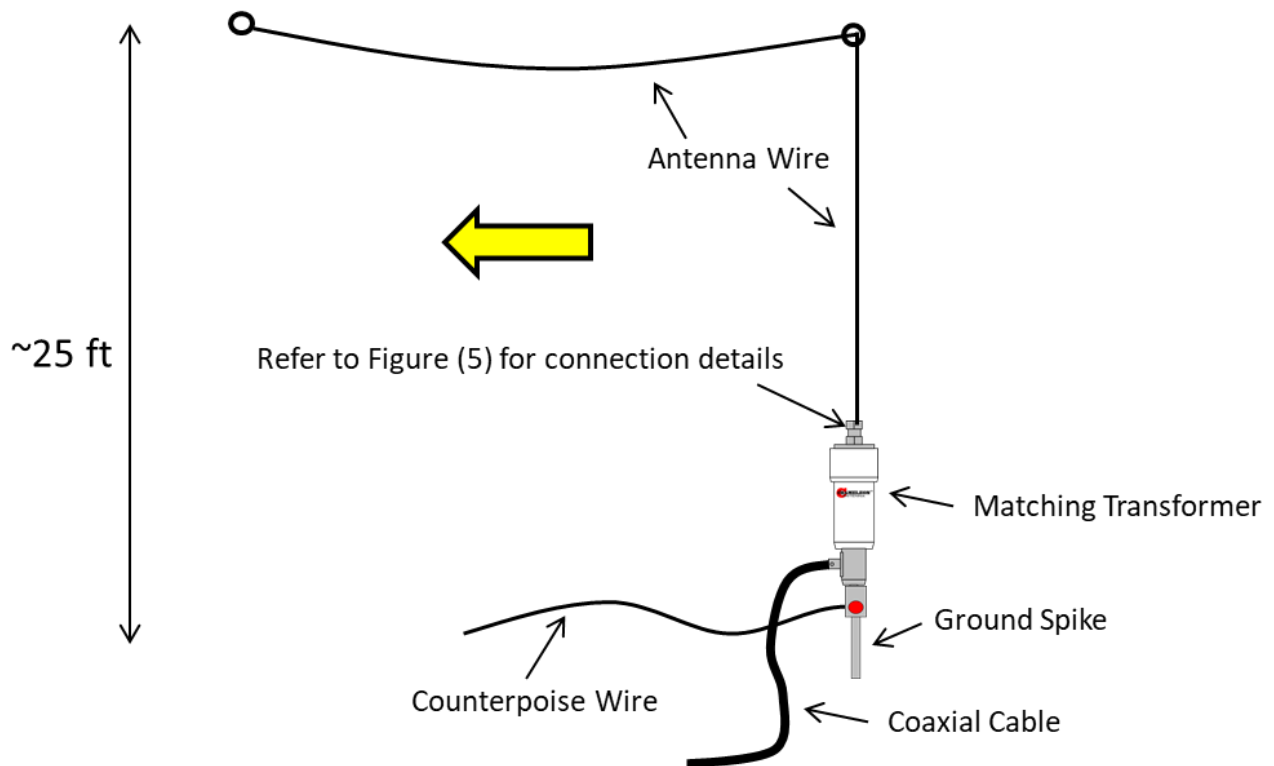 Antenna Wire
~25 ft
Refer to Figure (5) for connection details
Matching Transformer
Ground Spike
Counterpoise Wire
Coaxial Cable